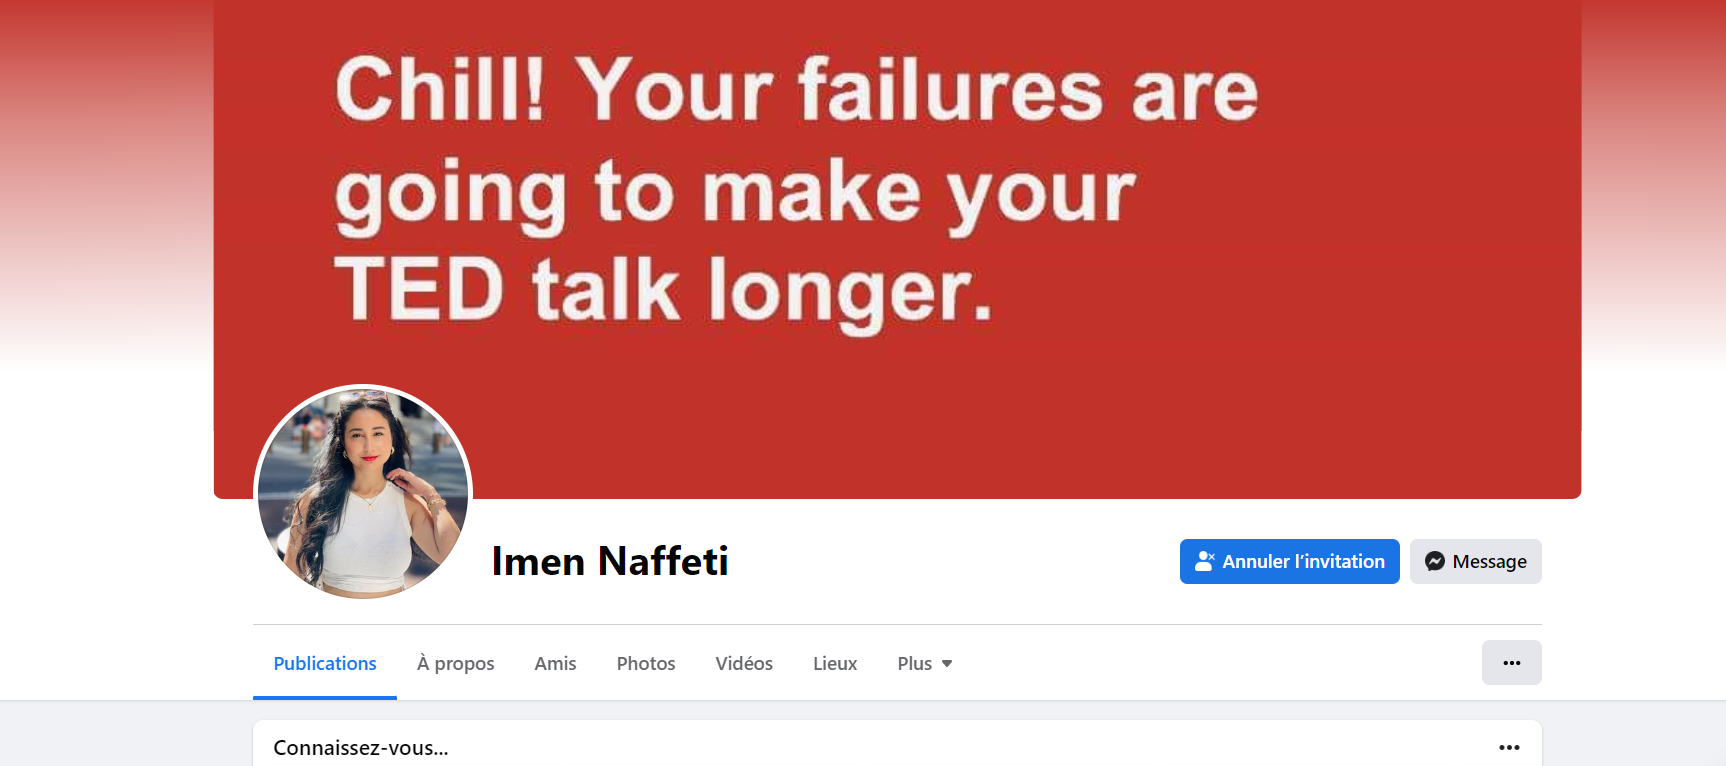 Chill! Your failures are
going to make your
TED talk longer.
Imen Naffeti
Annuler l’invitation
Message
Publications
À propos
Amis
Photos
Vidéos
Lieux
Plus
Connaissez-vous...